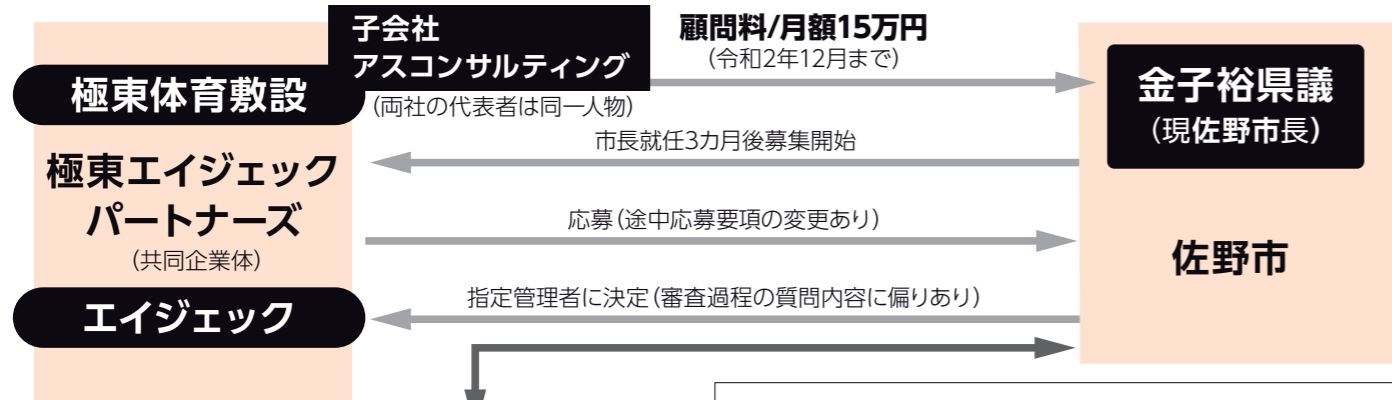 子会社
アスコンサルティング
顧問料/月額15万円
(令和2年12月まで)
極東体育敷設
(両社の代表者は同一人物)
金子裕県議
(現佐野市長)
市長就任3カ月後募集開始
極東エイジェック
パートナーズ
(共同企業体)
応募(途中応募要項の変更あり)
佐野市
指定管理者に決定(審査過程の質問内容に偏りあり)
エイジェック